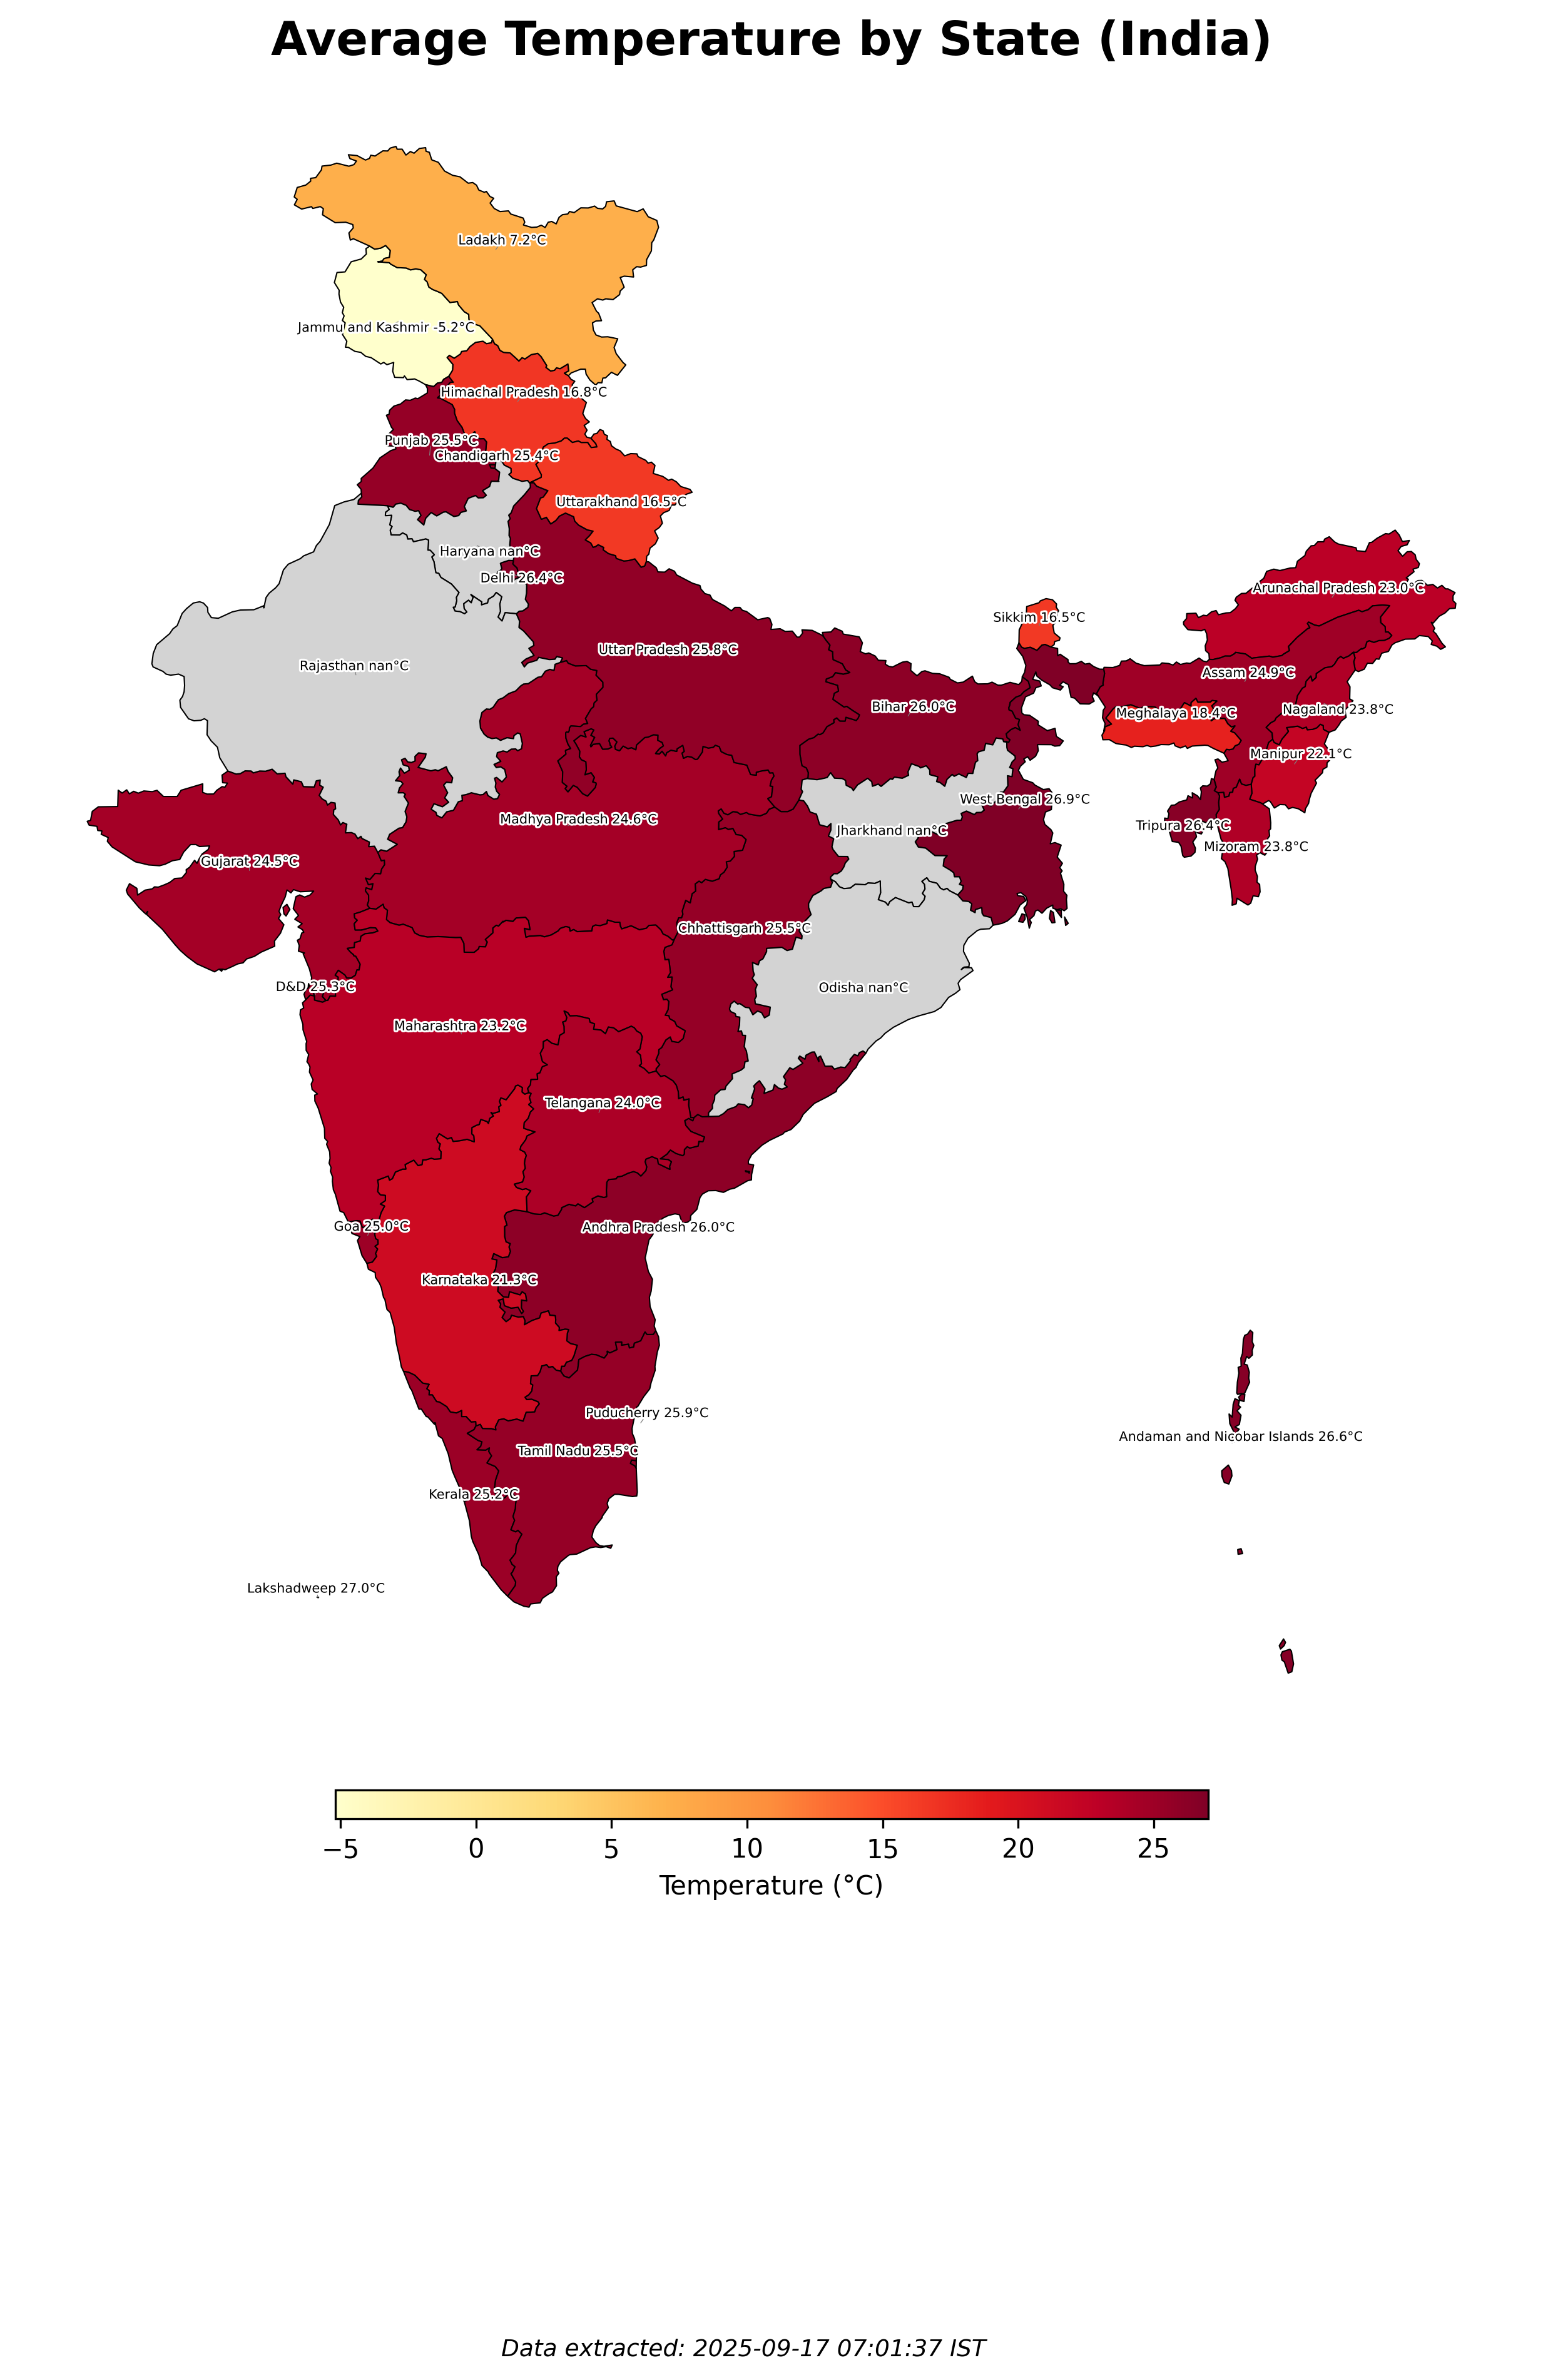 Average Temperature by State (India)
Ladakh 7.2°C
Jammu and Kashmir -5.2°C
Himachal Pradesh 16.8°C
Punjab 25.5°C
Chandigarh 25.4°C
Uttarakhand 16.5°C
Haryana nan°C
Delhi 26.4°C
Arunachal Pradesh 23.0°C
Sikkim 16.5°C
Uttar Pradesh 25.8°C
Rajasthan nan°C
Assam 24.9°C
Bihar 26.0°C
Nagaland 23.8°C
Meghalaya 18.4°C
Manipur 22.1°C
West Bengal 26.9°C
Madhya Pradesh 24.6°C
Tripura 26.4°C
Jharkhand nan°C
Mizoram 23.8°C
Gujarat 24.5°C
Chhattisgarh 25.5°C
D&D 25.3°C
Odisha nan°C
Maharashtra 23.2°C
Telangana 24.0°C
Goa 25.0°C
Andhra Pradesh 26.0°C
Karnataka 21.3°C
Puducherry 25.9°C
Andaman and Nicobar Islands 26.6°C
Tamil Nadu 25.5°C
Kerala 25.2°C
Lakshadweep 27.0°C
−5 0 5 10 15 20 25
Temperature (°C)
Data extracted: 2025-09-17 07:01:37 IST